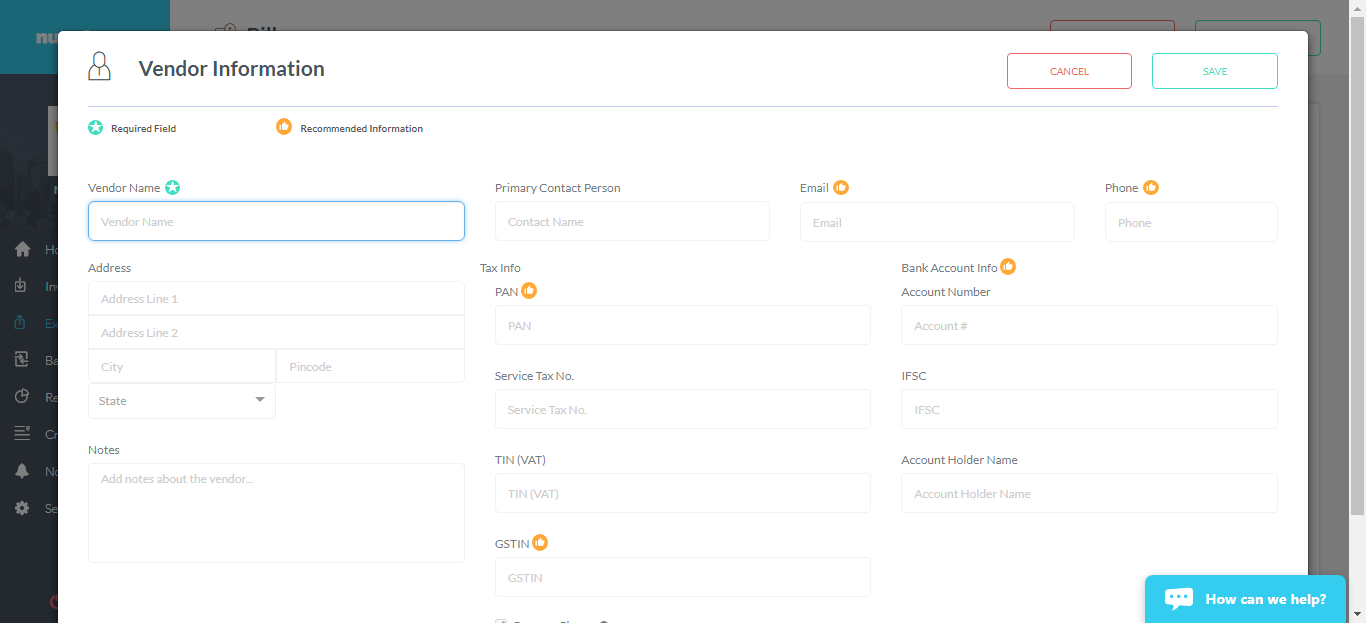 Vendor Information
CANCEL
SAVE
Required Field
Recommended Information
Vendor Name
Vendor Name
Primary Contact Person
Contact Name
Email
Email
Phone
Phone
Address
Address Line 1
Address Line 2
City
Pincode
State
Notes
Add notes about the vendor...
Tax Info
PAN
PAN
Service Tax No.
Service Tax No.
TIN (VAT)
TIN (VAT)
GSTIN
GSTIN
Bank Account Info
Account Number
Account #
IFSC
IFSC
Account Holder Name
Account Holder Name
How can we help?